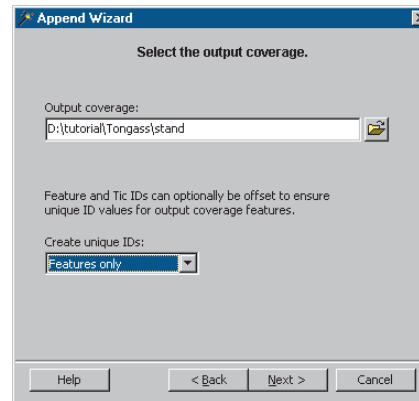 Append Wizard
Select the output coverage.
Output coverage:
D:\tutorial\Tongass\stand
Feature and Tic IDs can optionally be offset to ensure
unique ID values for output coverage features.
Create unique IDs:
Features only
Help
< Back
Next >
Cancel